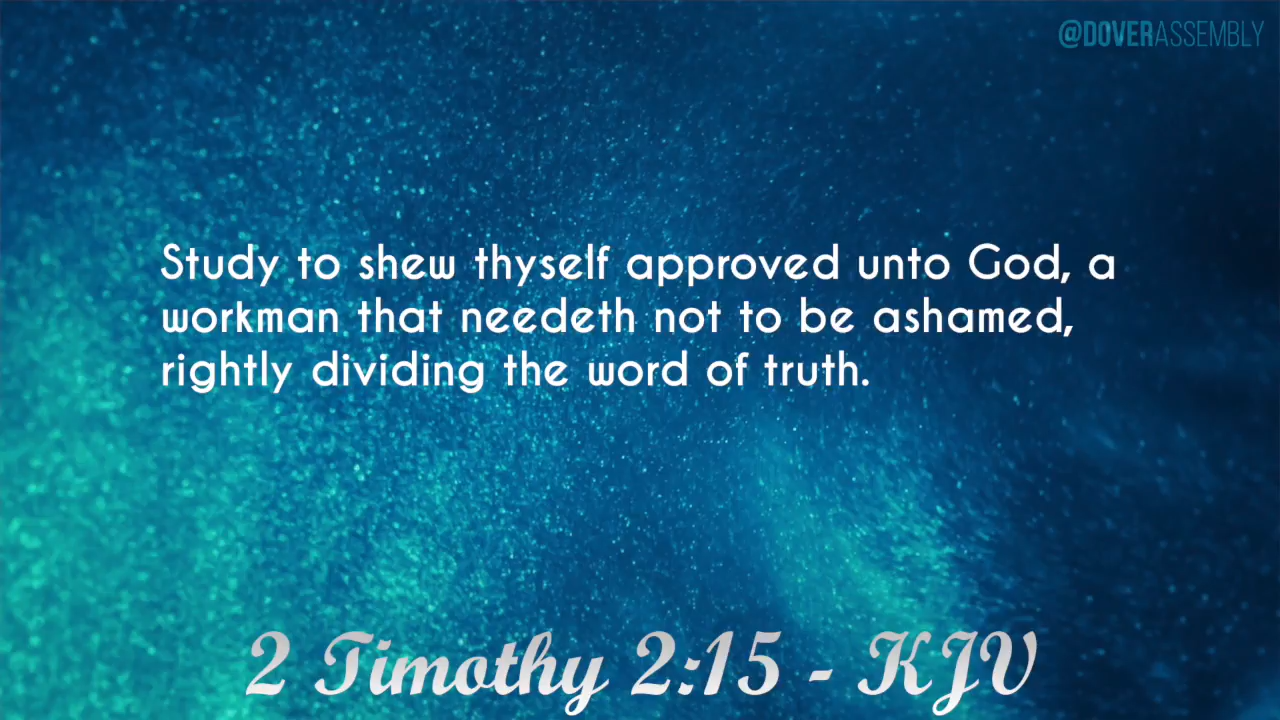 @DOVERASSEMBLY
Study to shew thyself approved unto God, a
workman that needeth not to be ashamed,
rightly dividing the word of truth.
2 Timothy 2:15 - KJV